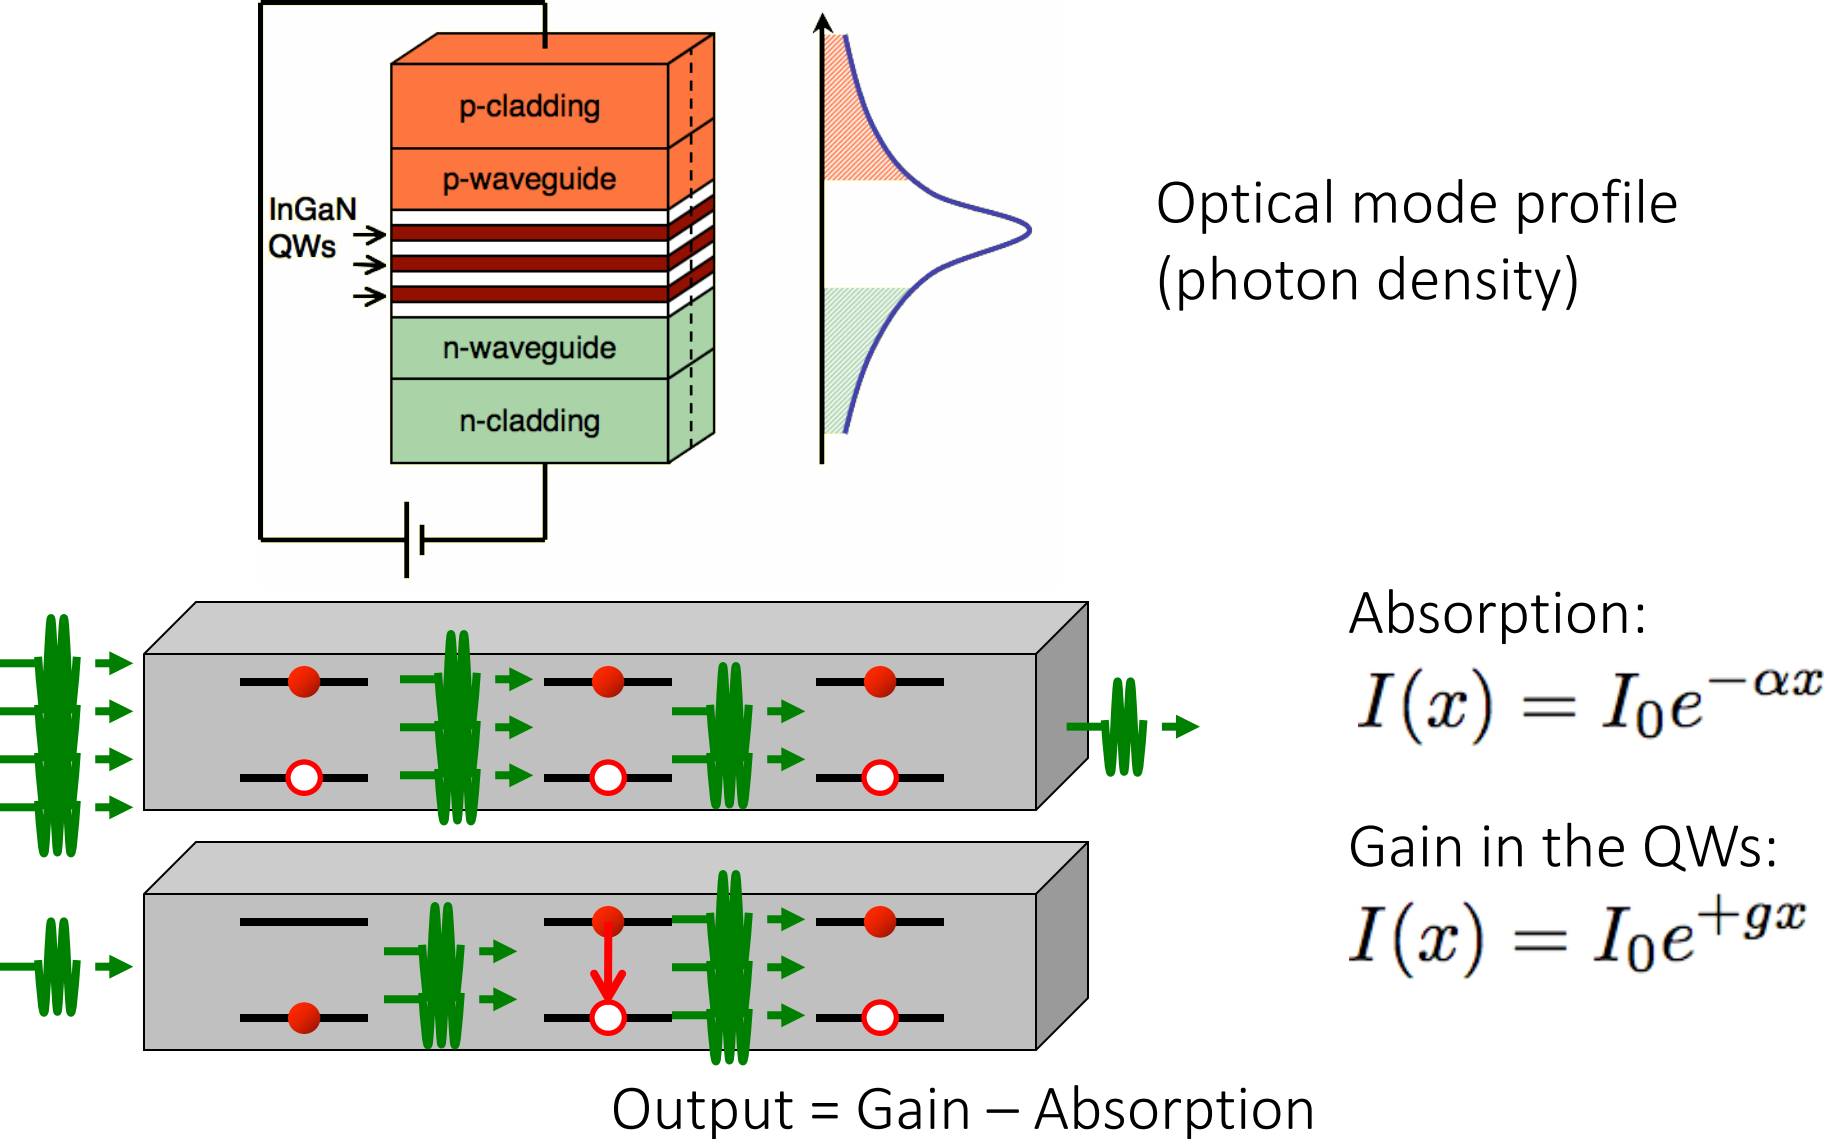 p-cladding
p-waveguide
InGaN
QWs
n-waveguide
n-cladding
Optical mode profile
(photon density)
Absorption:
I(x) = I₀e^{−αx}
Gain in the QWs:
I(x) = I₀e^{+gx}
Output = Gain – Absorption